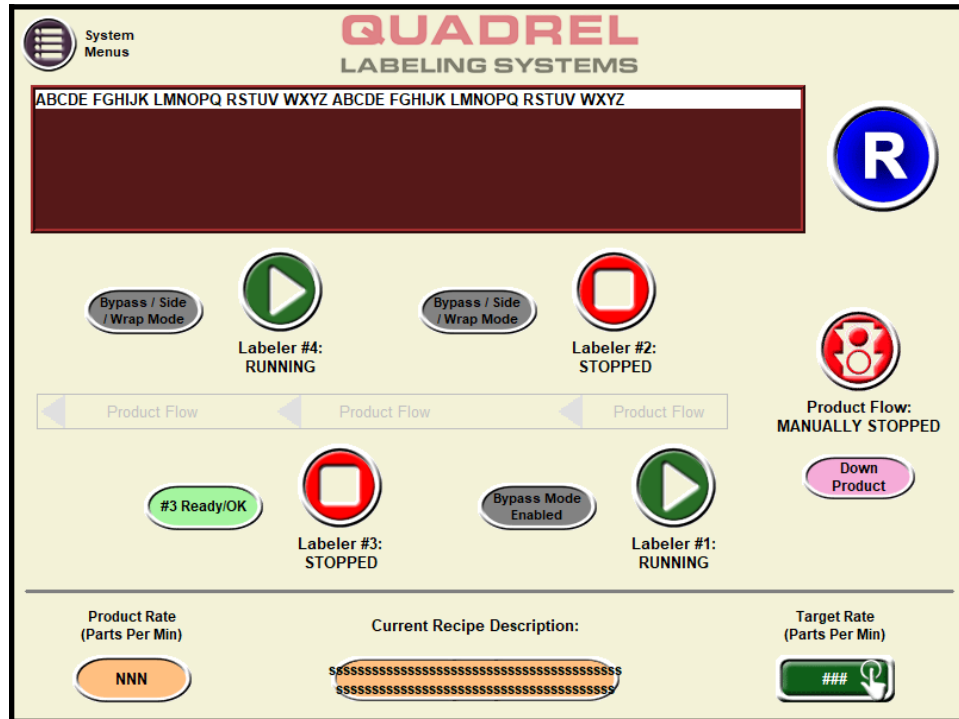 System
Menus
QUADREL
LABELING SYSTEMS
ABCDE FGHIJK LMNOPQ RSTUV WXYZ ABCDE FGHIJK LMNOPQ RSTUV WXYZ
R
Bypass / Side
/ Wrap Mode
Labeler #4:
RUNNING
Bypass / Side
/ Wrap Mode
Labeler #2:
STOPPED
Product Flow
Product Flow
Product Flow
Product Flow:
MANUALLY STOPPED
Down
Product
#3 Ready/OK
Labeler #3:
STOPPED
Bypass Mode
Enabled
Labeler #1:
RUNNING
Product Rate
(Parts Per Min)
NNN
Current Recipe Description:
ssssssssssssssssssssssssssssssssssssssss
ssssssssssssssssssssssssssssssssssssss
Target Rate
(Parts Per Min)
###